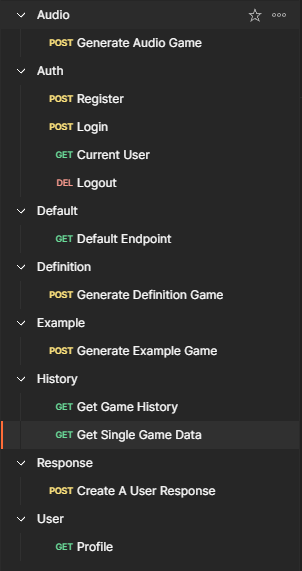 Audio
POST Generate Audio Game
Auth
POST Register
POST Login
GET Current User
DEL Logout
Default
GET Default Endpoint
Definition
POST Generate Definition Game
Example
POST Generate Example Game
History
GET Get Game History
GET Get Single Game Data
Response
POST Create A User Response
User
GET Profile